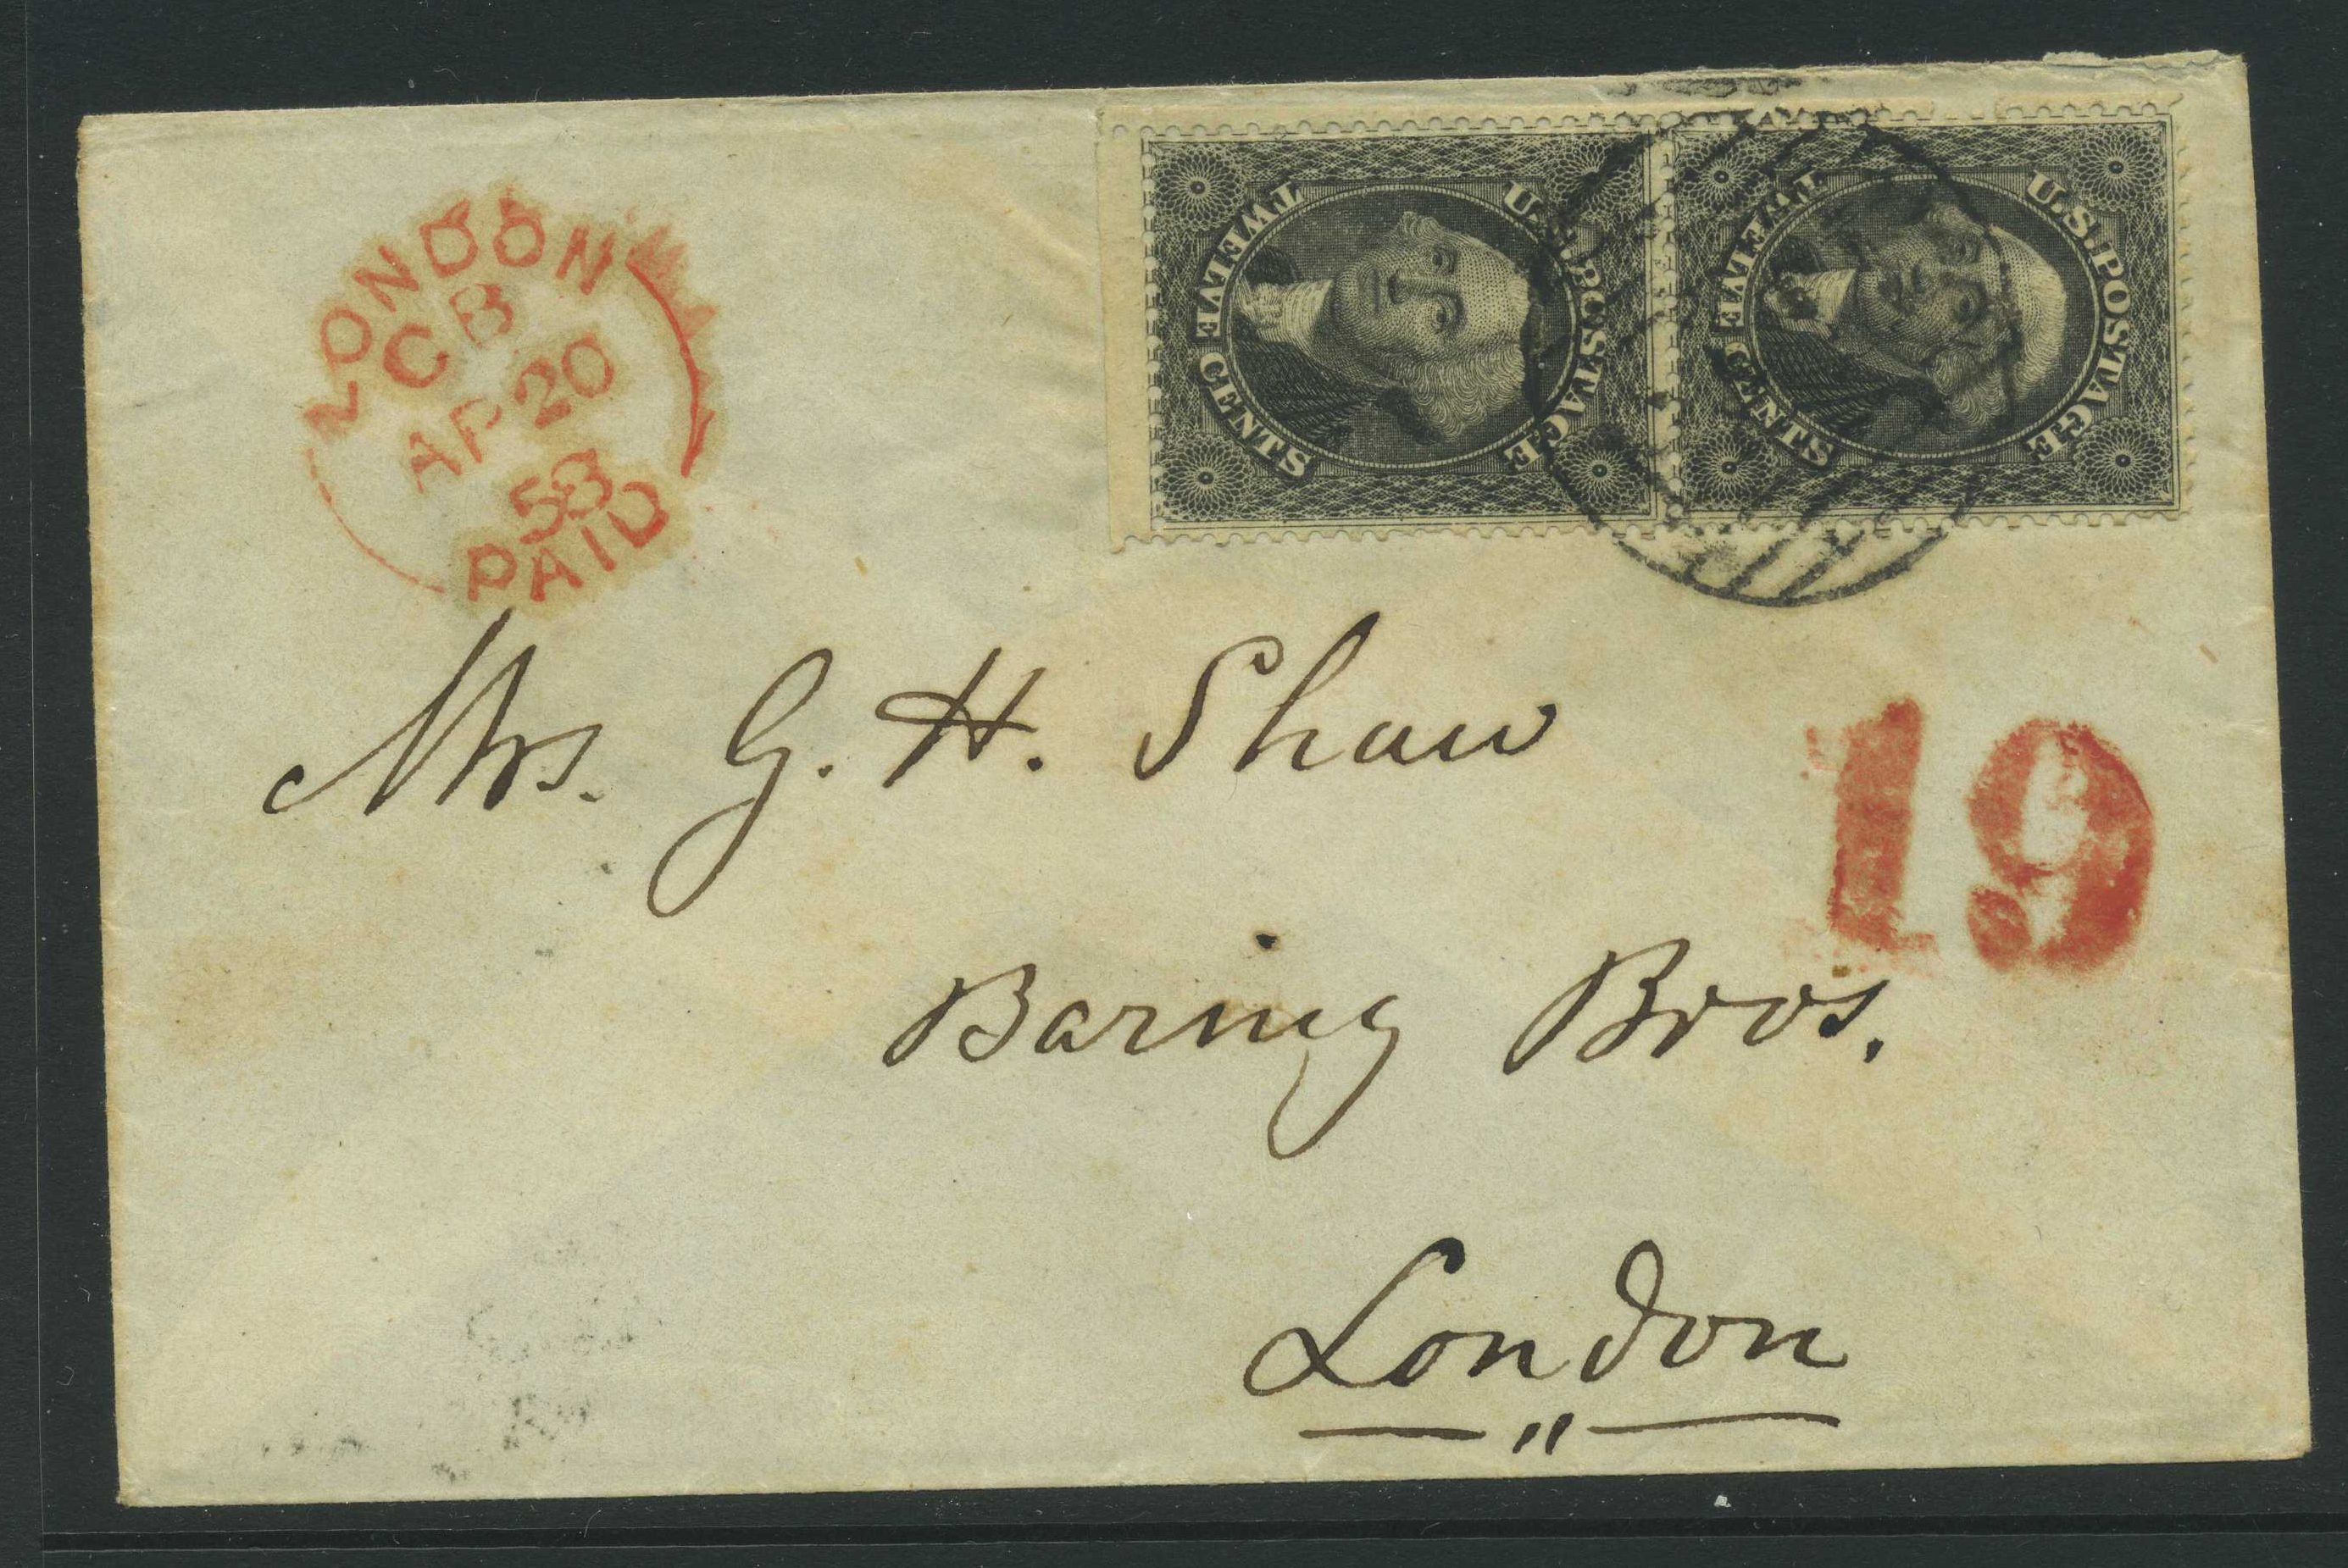 LONDON
CB
AP 20
58
PAID
U.S. POSTAGE
TWELVE CENTS
U.S. POSTAGE
TWELVE CENTS
Mrs. G. H. Shaw
19
Baring Bros.
London